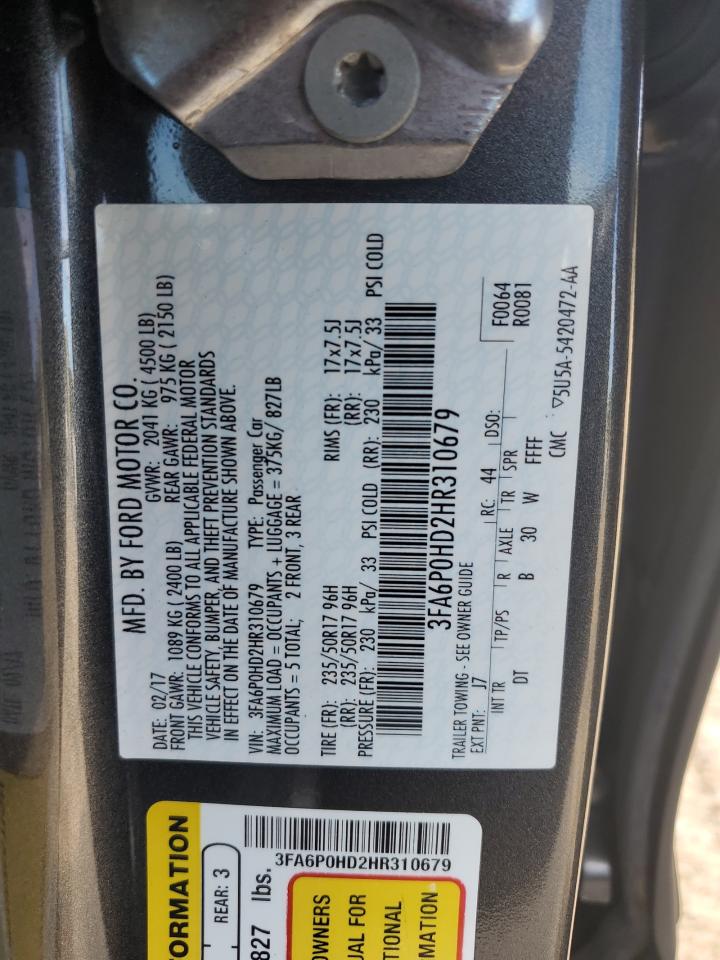 MFD. BY FORD MOTOR CO.
DATE: 02/17 GVWR: 2041 KG ( 4500 LB)
FRONT GAWR: 1089 KG ( 2400 LB) REAR GAWR: 975 KG ( 2150 LB)
THIS VEHICLE CONFORMS TO ALL APPLICABLE FEDERAL MOTOR
VEHICLE SAFETY, BUMPER, AND THEFT PREVENTION STANDARDS
IN EFFECT ON THE DATE OF MANUFACTURE SHOWN ABOVE.
VIN: 3FA6P0HD2HR310679 TYPE: Passenger Car
MAXIMUM LOAD = OCCUPANTS + LUGGAGE = 375KG/ 827LB
OCCUPANTS = 5 TOTAL; 2 FRONT, 3 REAR
TIRE (FR): 235/50R17 96H RIMS (FR): 17x7.5J
(RR): 235/50R17 96H (RR): 17x7.5J
PRESSURE (FR): 230 kPa/ 33 PSI COLD (RR): 230 kPa/ 33 PSI COLD
3FA6P0HD2HR310679
TRAILER TOWING - SEE OWNER GUIDE
EXT PNT: J7 RC: 44 DSO: F0064
R0081
INT TR TP/PS R AXLE TR SPR
DT B 30 W FFF
CMC ▽5U5A-5420472-AA
3FA6P0HD2HR310679
ORMATION
REAR: 3
827 lbs.
OWNERS
UAL FOR
TIONAL
MATION